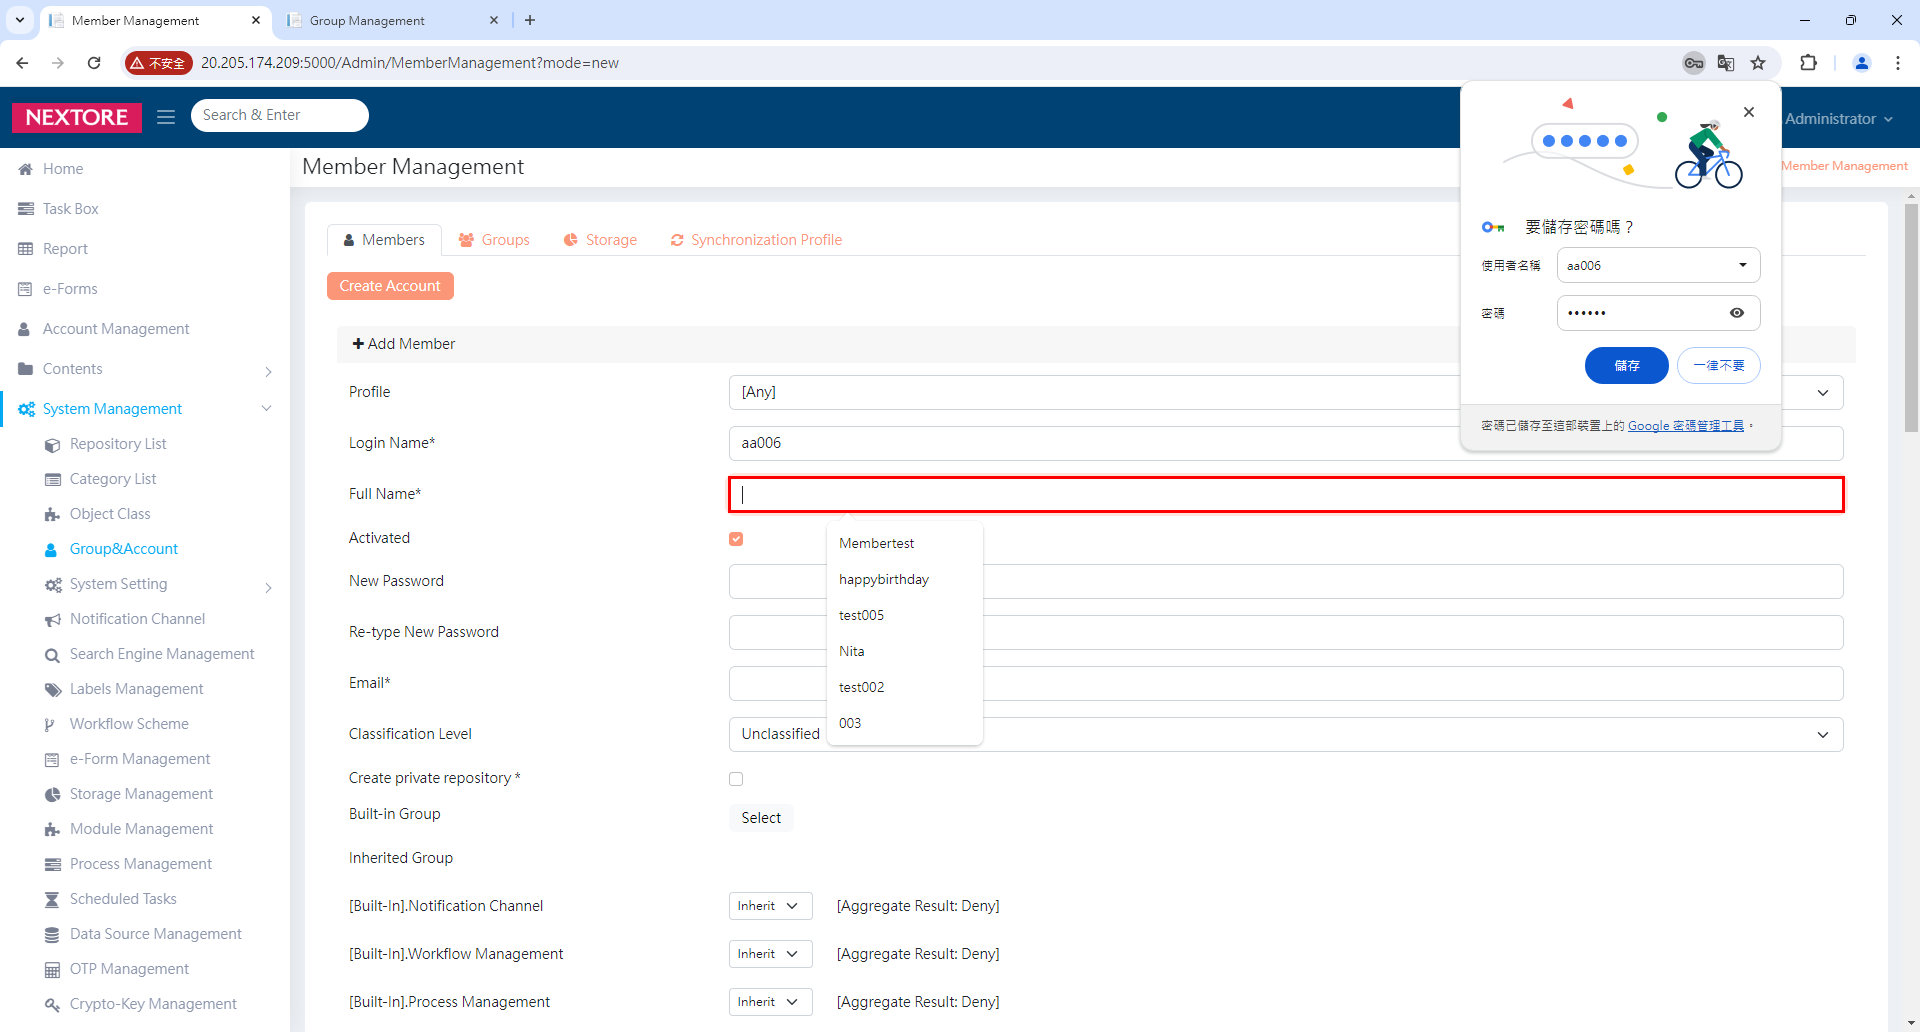 Member Management
Group Management
不安全
20.205.174.209:5000/Admin/MemberManagement?mode=new
NEXTORE
Search & Enter
Administrator
Home
Task Box
Report
e-Forms
Account Management
Contents
System Management
Repository List
Category List
Object Class
Group&Account
System Setting
Notification Channel
Search Engine Management
Labels Management
Workflow Scheme
e-Form Management
Storage Management
Module Management
Process Management
Scheduled Tasks
Data Source Management
OTP Management
Crypto-Key Management
Member Management
Member Management
Members
Groups
Storage
Synchronization Profile
Create Account
Add Member
Profile
[Any]
Login Name*
aa006
Full Name*
Activated
New Password
Re-type New Password
Email*
Classification Level
Unclassified
Create private repository *
Built-in Group
Select
Inherited Group
[Built-In].Notification Channel
Inherit
[Aggregate Result: Deny]
[Built-In].Workflow Management
Inherit
[Aggregate Result: Deny]
[Built-In].Process Management
Inherit
[Aggregate Result: Deny]
Membertest
happybirthday
test005
Nita
test002
003
要儲存密碼嗎？
使用者名稱
aa006
密碼
••••••
儲存
一律不要
密碼已儲存至這部裝置上的 Google 密碼管理工具。